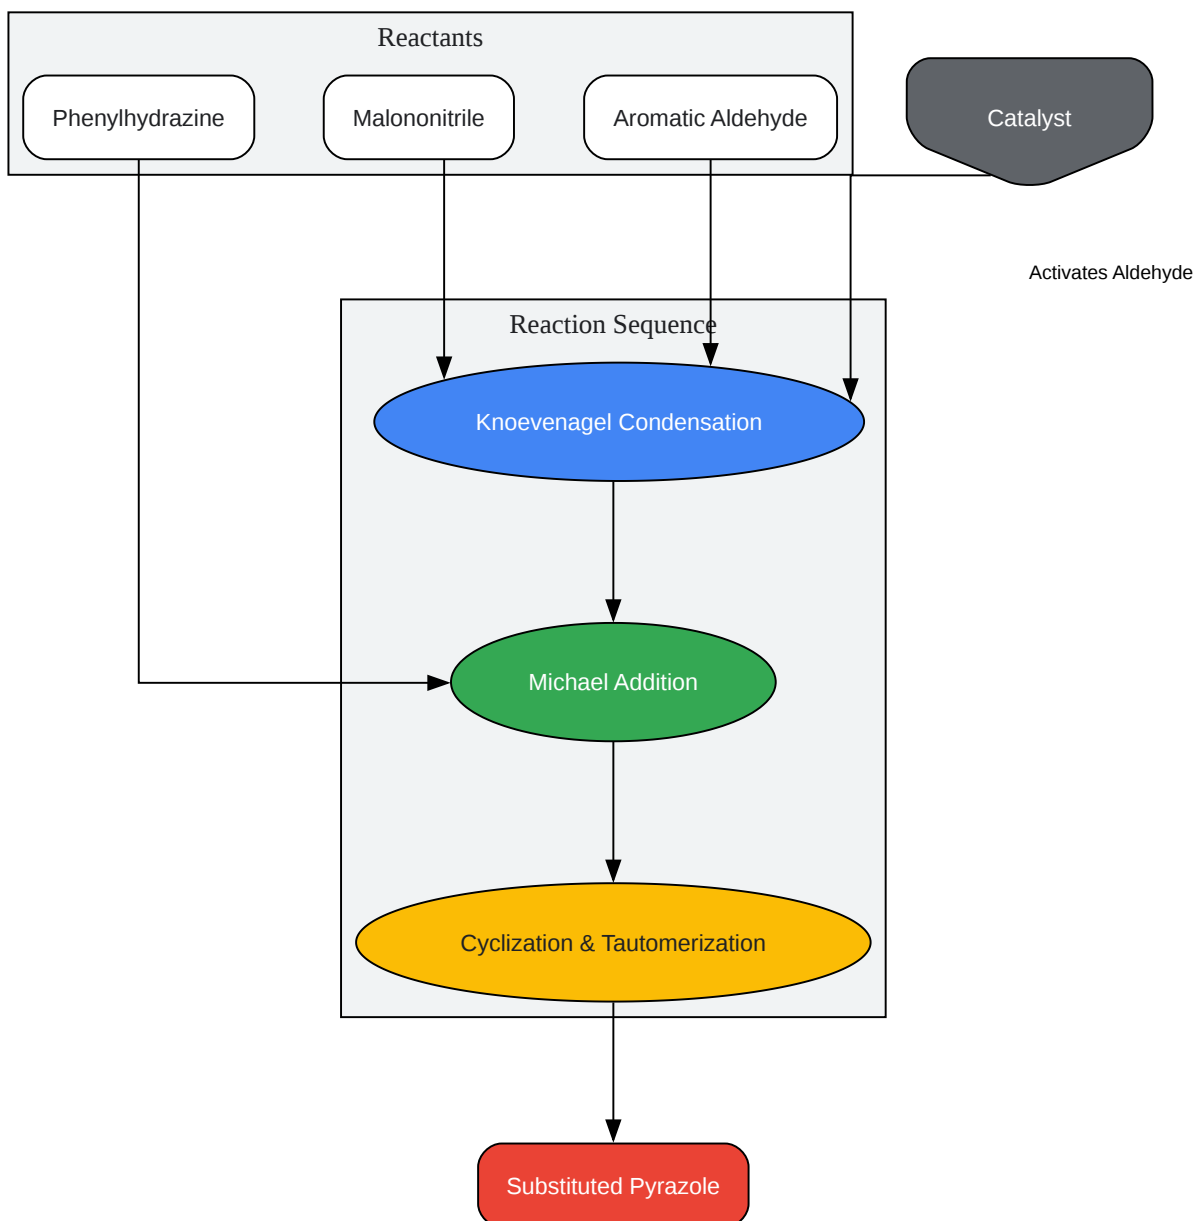 Reactants
Phenylhydrazine
Malononitrile
Aromatic Aldehyde
Catalyst
Activates Aldehyde
Reaction Sequence
Knoevenagel Condensation
Michael Addition
Cyclization & Tautomerization
Substituted Pyrazole